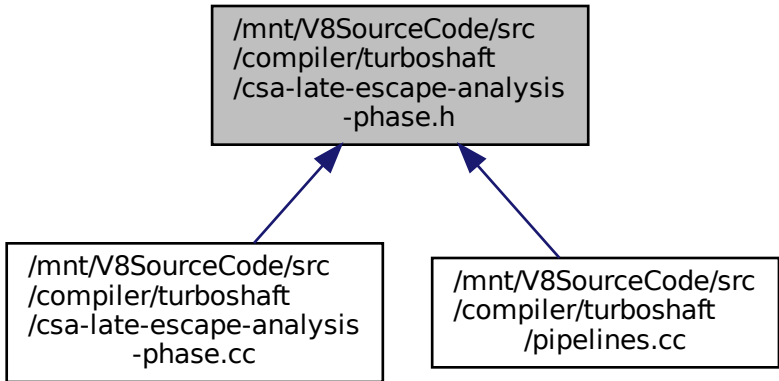 /mnt/V8SourceCode/src
/compiler/turboshaft
/csa-late-escape-analysis
-phase.h
/mnt/V8SourceCode/src
/compiler/turboshaft
/csa-late-escape-analysis
-phase.cc
/mnt/V8SourceCode/src
/compiler/turboshaft
/pipelines.cc